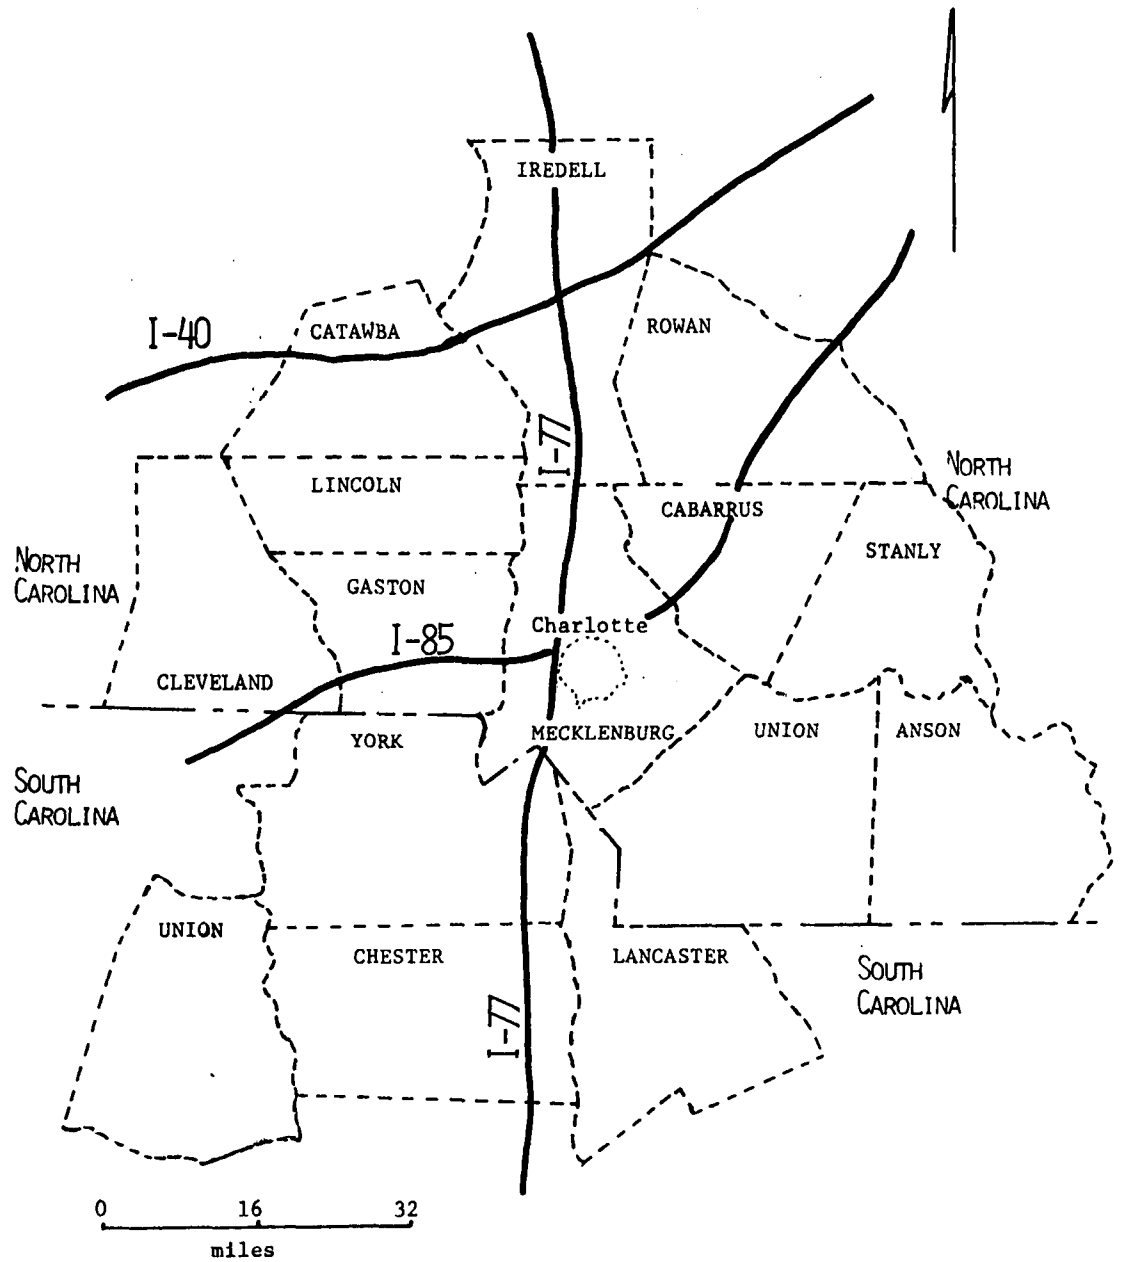 IREDELL
I-40
CATAWBA
ROWAN
I-77
LINCOLN
CABARRUS
NORTH
CAROLINA
STANLY
NORTH
CAROLINA
GASTON
Charlotte
I-85
CLEVELAND
YORK
MECKLENBURG
UNION
ANSON
SOUTH
CAROLINA
UNION
CHESTER
LANCASTER
SOUTH
CAROLINA
I-77
0 16 32
miles